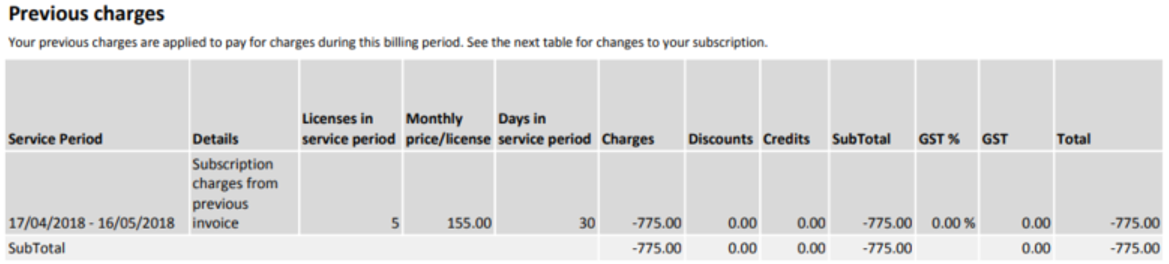 Previous charges
Your previous charges are applied to pay for charges during this billing period. See the next table for changes to your subscription.
Service Period Details Licenses in service period Monthly price/license Days in service period Charges Discounts Credits SubTotal GST % GST Total
17/04/2018 - 16/05/2018 Subscription charges from previous invoice 5 155.00 30 -775.00 0.00 0.00 -775.00 0.00 % 0.00 -775.00
SubTotal -775.00 0.00 0.00 -775.00 0.00 -775.00